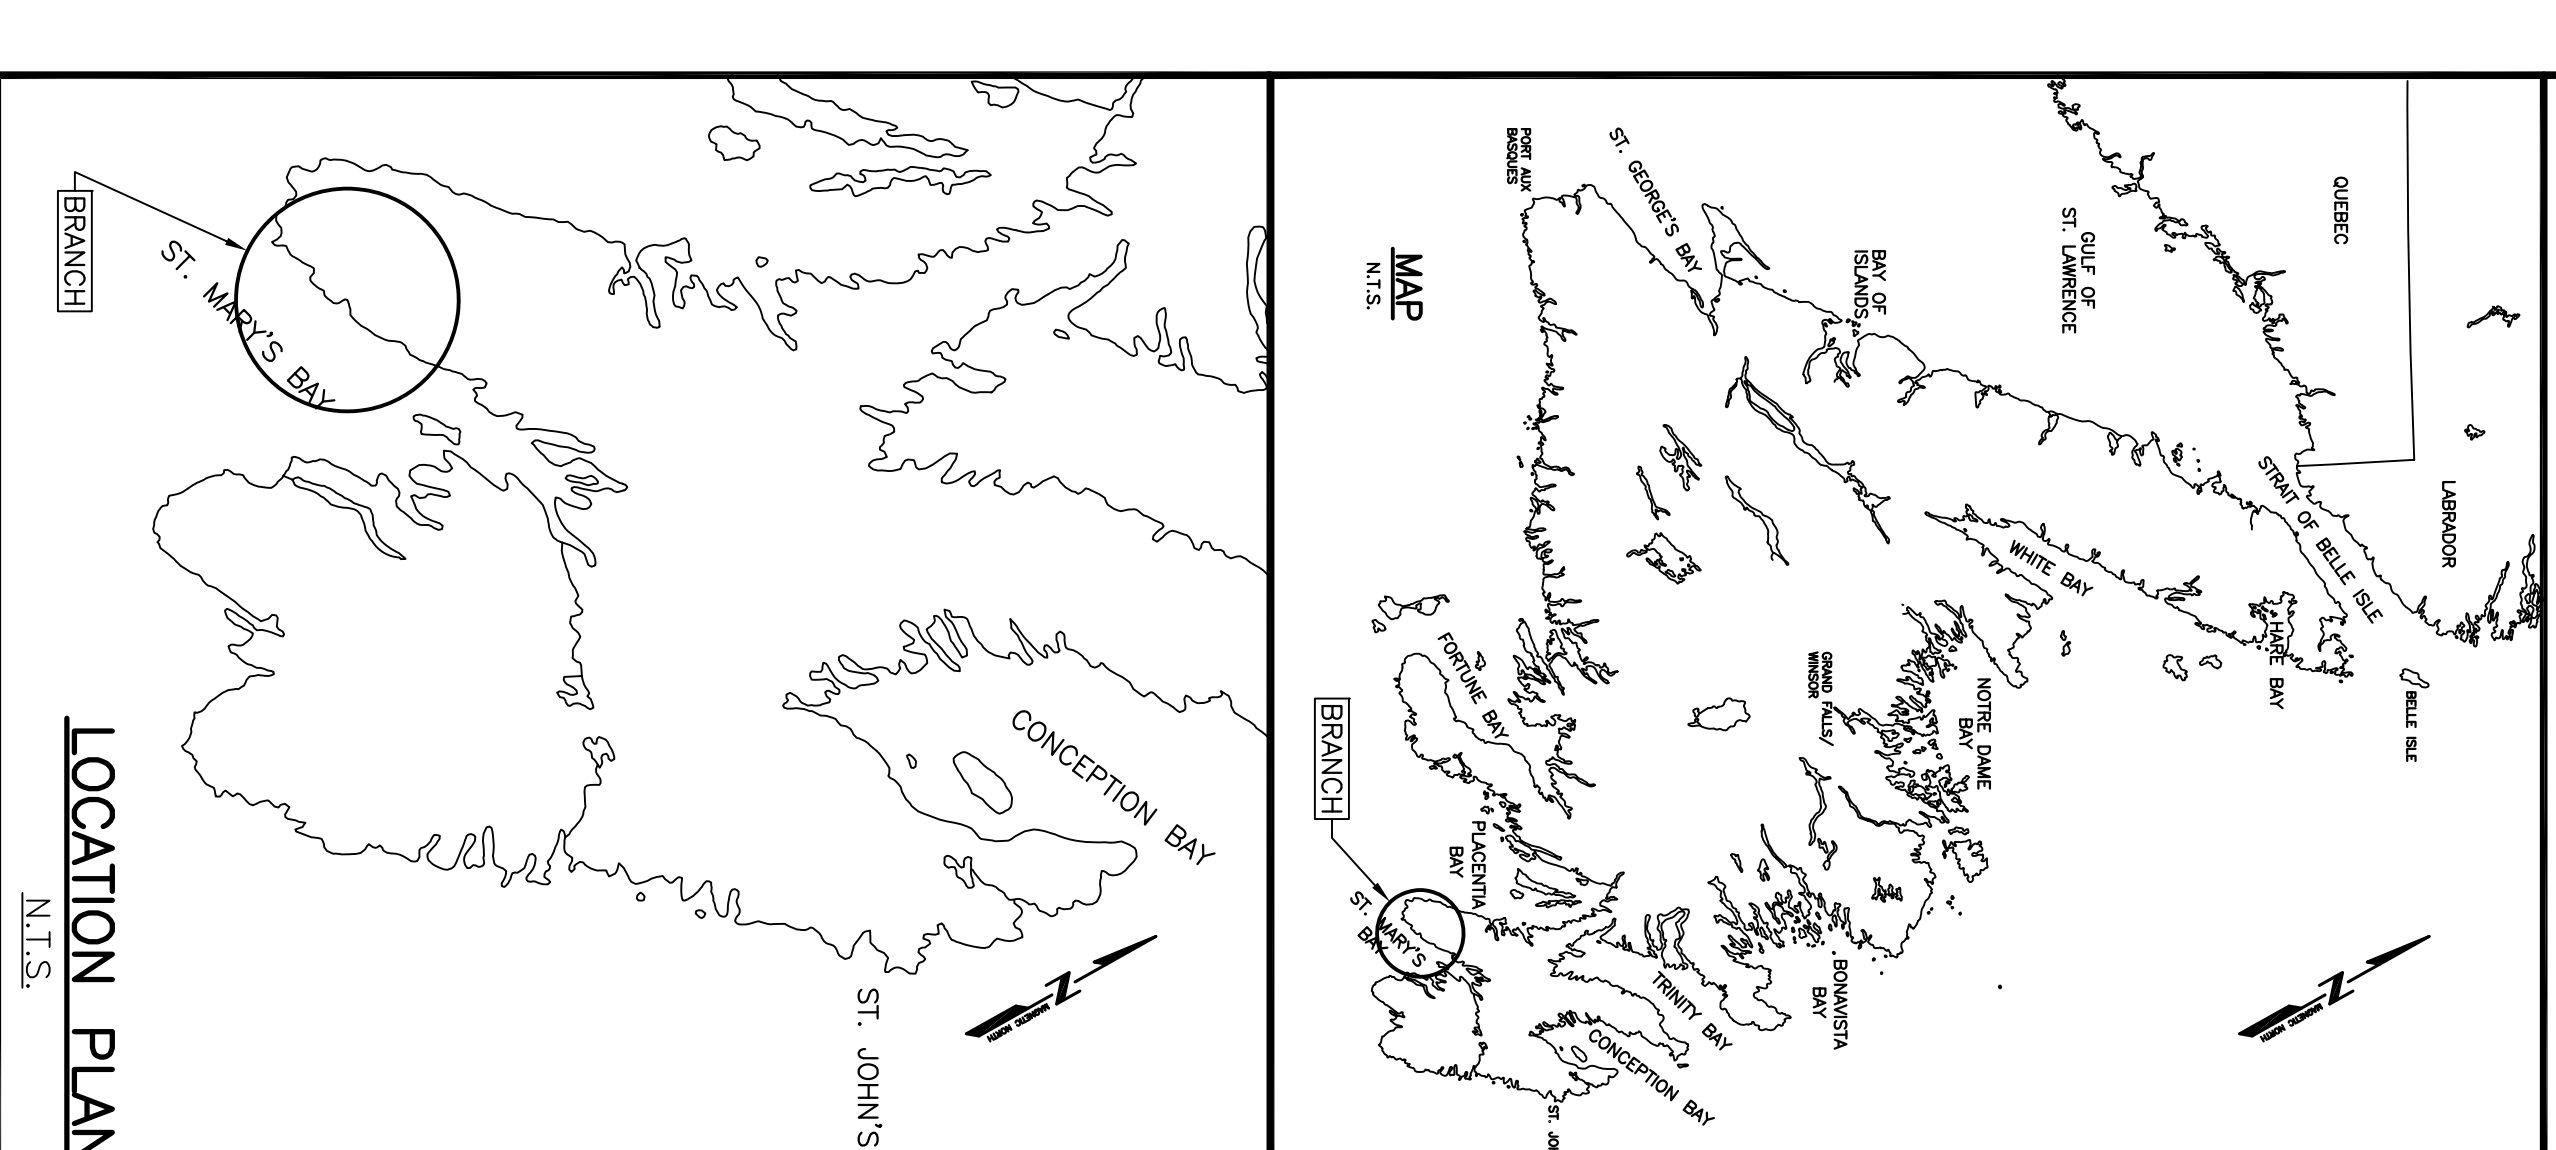 QUEBEC
LABRADOR
GULF OF
ST. LAWRENCE
STRAIT OF BELLE ISLE
BELLE ISLE
HARE BAY
WHITE BAY
BAY OF
ISLANDS
ST. GEORGE'S BAY
PORT AUX
BASQUES
NOTRE DAME
BAY
GRAND FALLS/
WINSOR
FORTUNE BAY
PLACENTIA
BAY
BONAVISTA
BAY
TRINITY BAY
CONCEPTION BAY
ST. MARY'S
BAY
BRANCH
MAP
N.T.S.
MAGNETIC NORTH
N
CONCEPTION BAY
ST. JOHN'S
ST. MARY'S BAY
BRANCH
MAGNETIC NORTH
N
LOCATION PLAN
N.T.S.